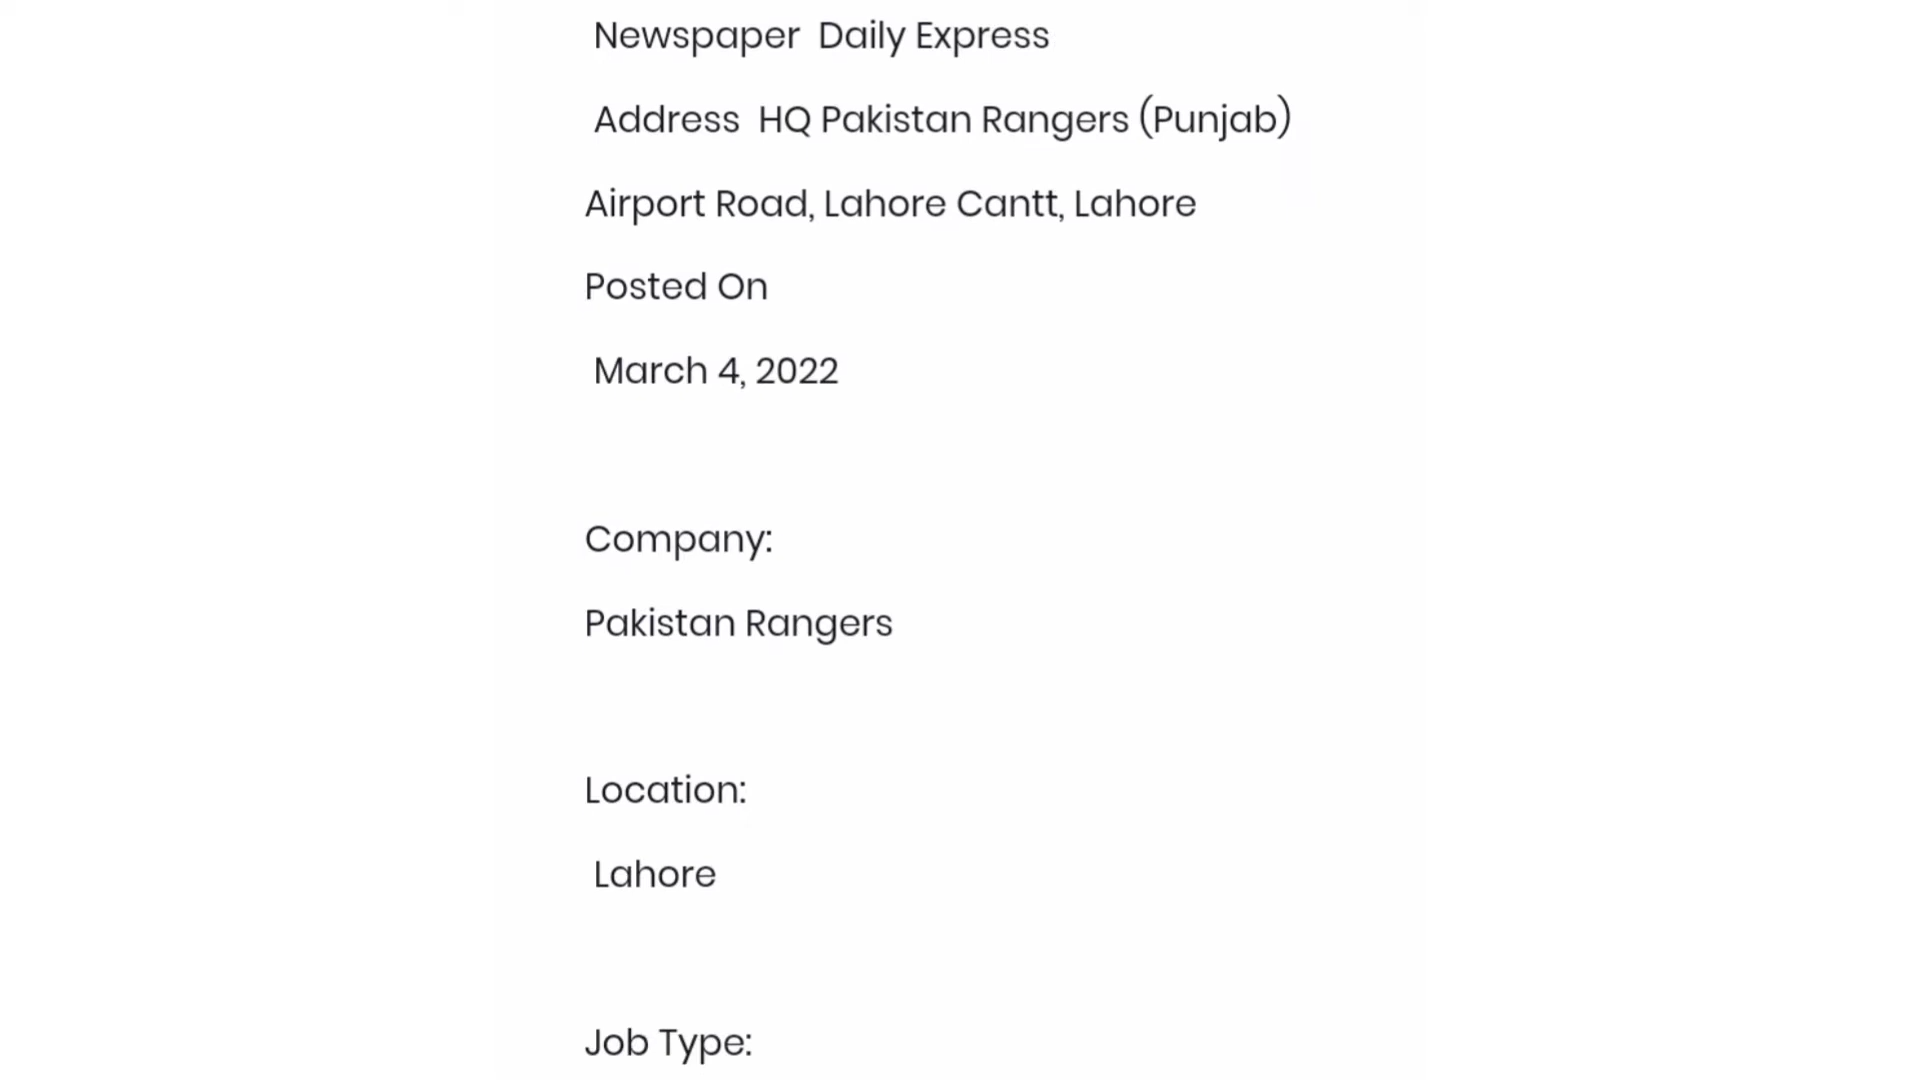 Newspaper  Daily Express
Address  HQ Pakistan Rangers (Punjab)
Airport Road, Lahore Cantt, Lahore
Posted On
March 4, 2022
Company:
Pakistan Rangers
Location:
Lahore
Job Type: